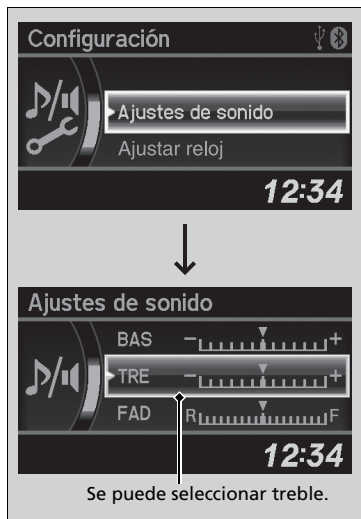 Configuración
Ajustes de sonido
Ajustar reloj
12:34
Ajustes de sonido
BAS - +
TRE - +
FAD R F
12:34
Se puede seleccionar treble.